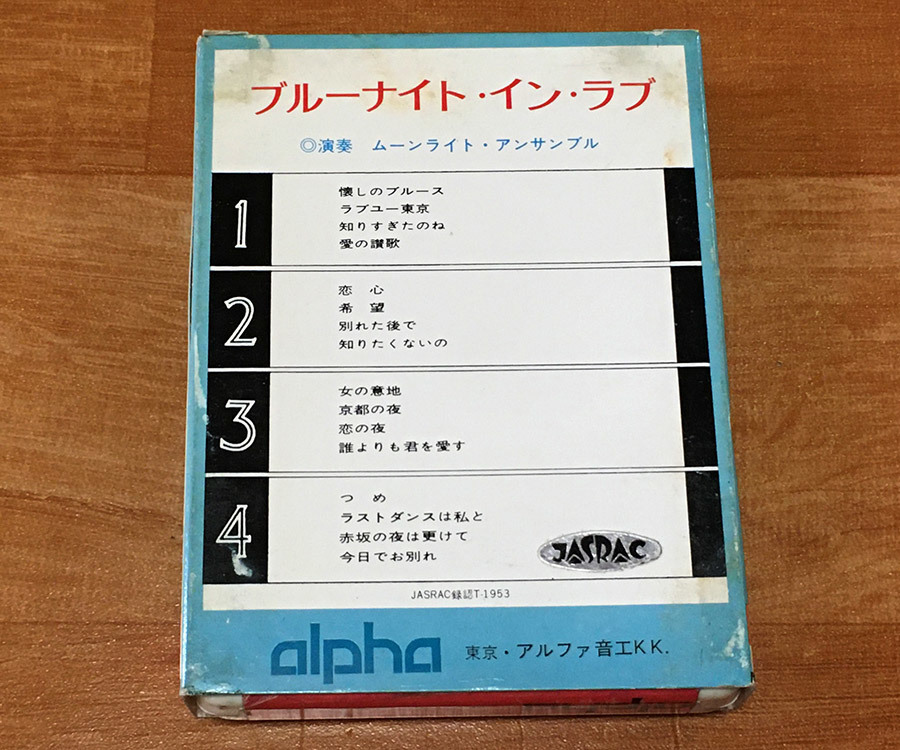 ブルーナイト・イン・ラブ
◎演奏 ムーンライト・アンサンブル
1
懐しのブルース
ラブユー東京
知りすぎたのね
愛の讃歌
2
恋 心
希 望
別れた後で
知りたくないの
3
女の意地
京都の夜
恋の夜
誰よりも君を愛す
4
つ め
ラストダンスは私と
赤坂の夜は更けて
今日でお別れ
JASRAC
JASRAC録認T-1953
alpha 東京・アルファ音工KK.